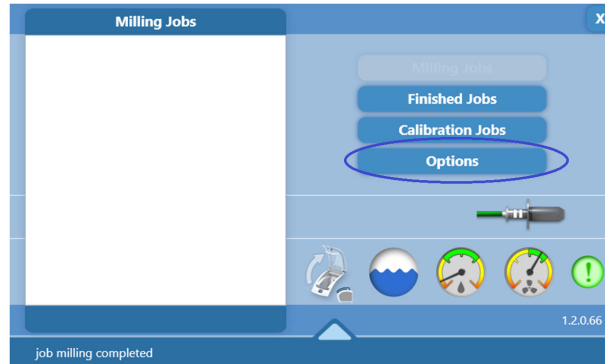 Milling Jobs
X
Milling Jobs
Finished Jobs
Calibration Jobs
Options
1.2.0.66
job milling completed